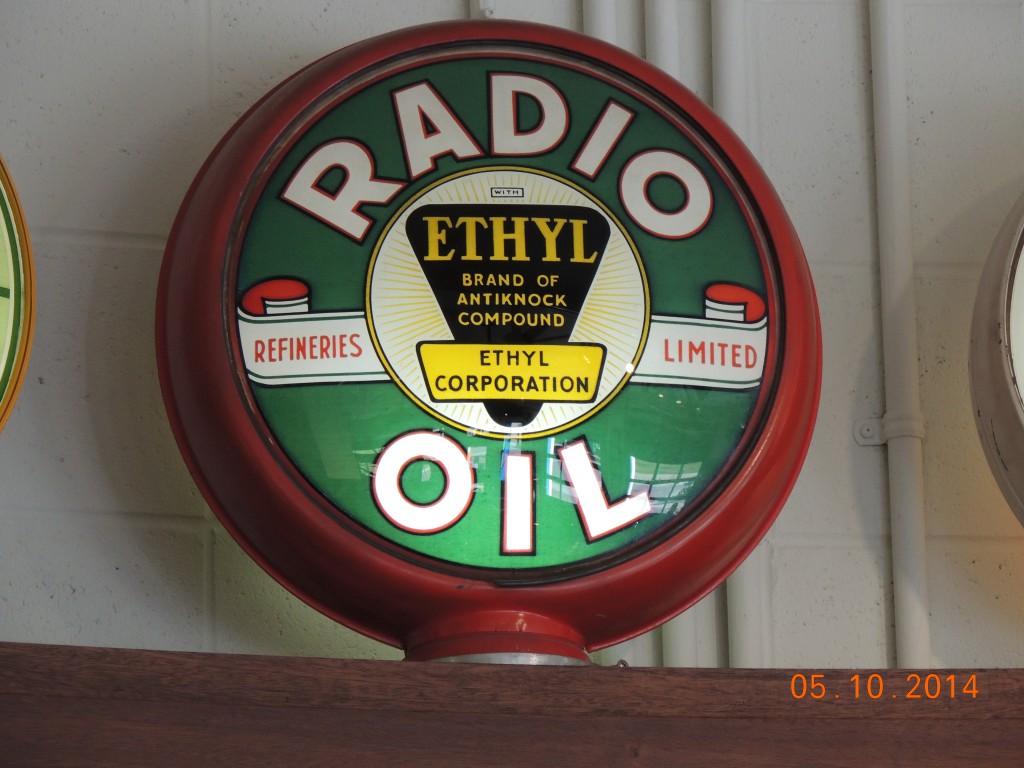 RADIO
WITH
ETHYL
BRAND OF
ANTIKNOCK
COMPOUND
REFINERIES
LIMITED
ETHYL
CORPORATION
OIL
05.10.2014